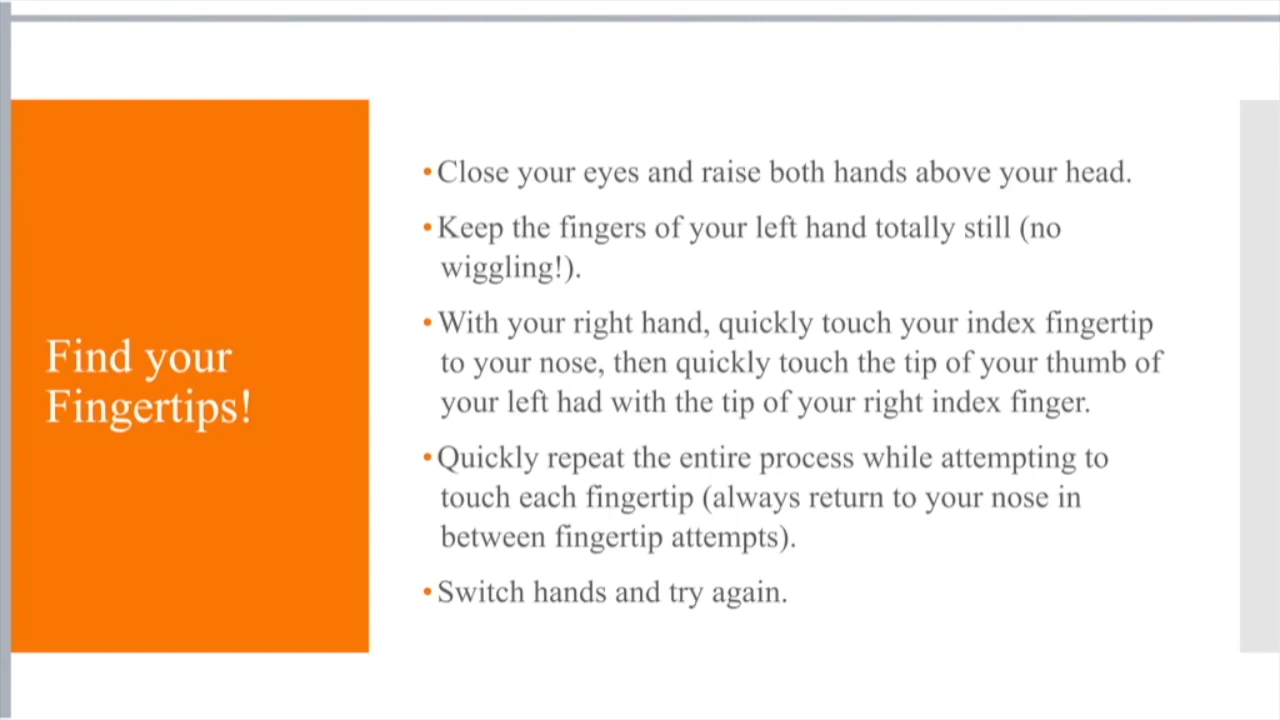 Find your
Fingertips!
•Close your eyes and raise both hands above your head.
•Keep the fingers of your left hand totally still (no
wiggling!).
•With your right hand, quickly touch your index fingertip
to your nose, then quickly touch the tip of your thumb of
your left had with the tip of your right index finger.
•Quickly repeat the entire process while attempting to
touch each fingertip (always return to your nose in
between fingertip attempts).
•Switch hands and try again.